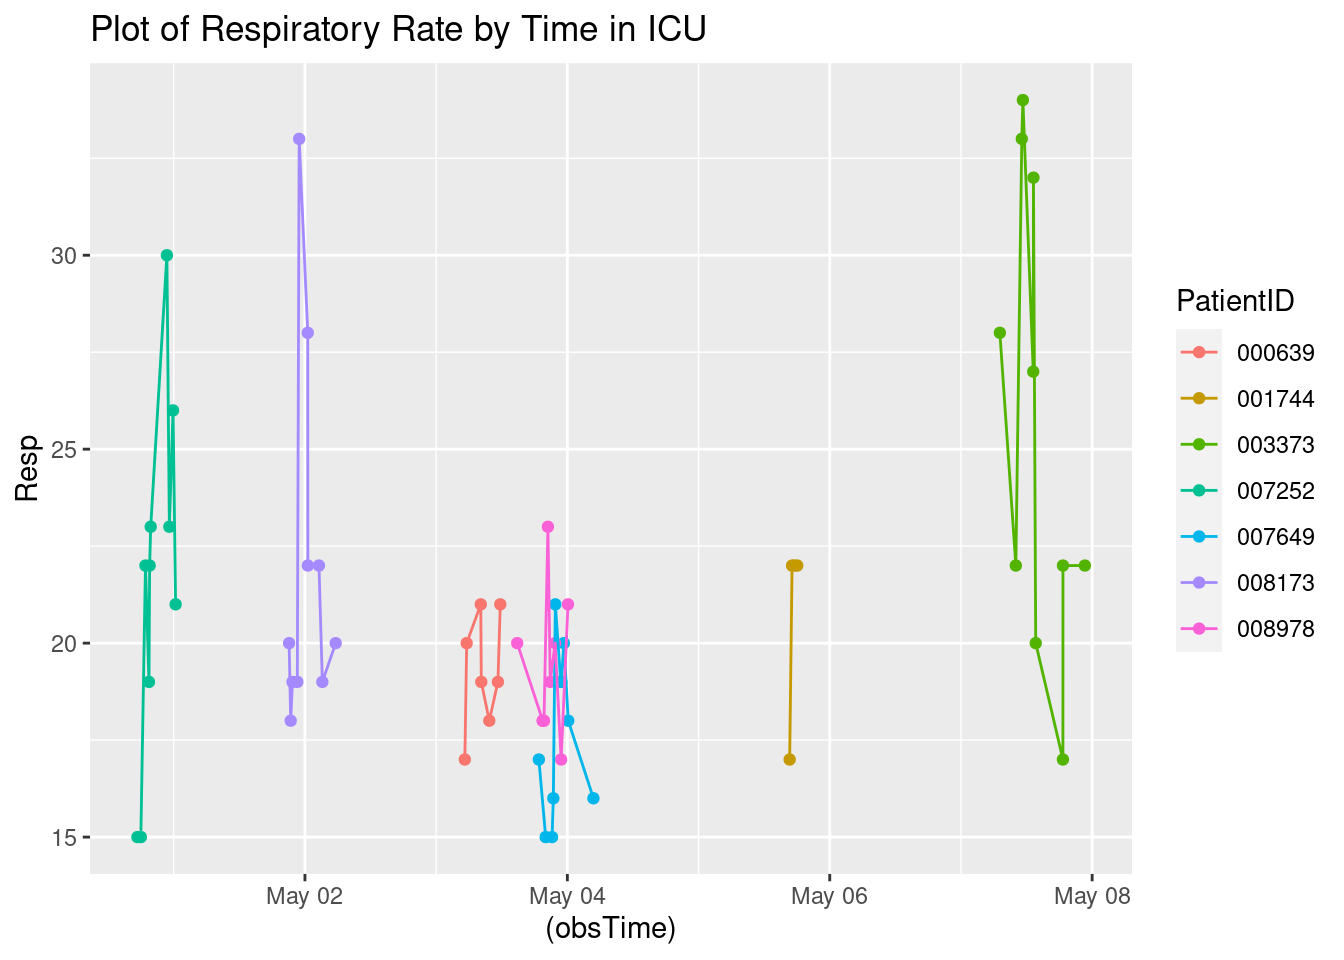 Plot of Respiratory Rate by Time in ICU
Resp
30
25
20
15
May 02
May 04
May 06
May 08
(obsTime)
PatientID
000639
001744
003373
007252
007649
008173
008978